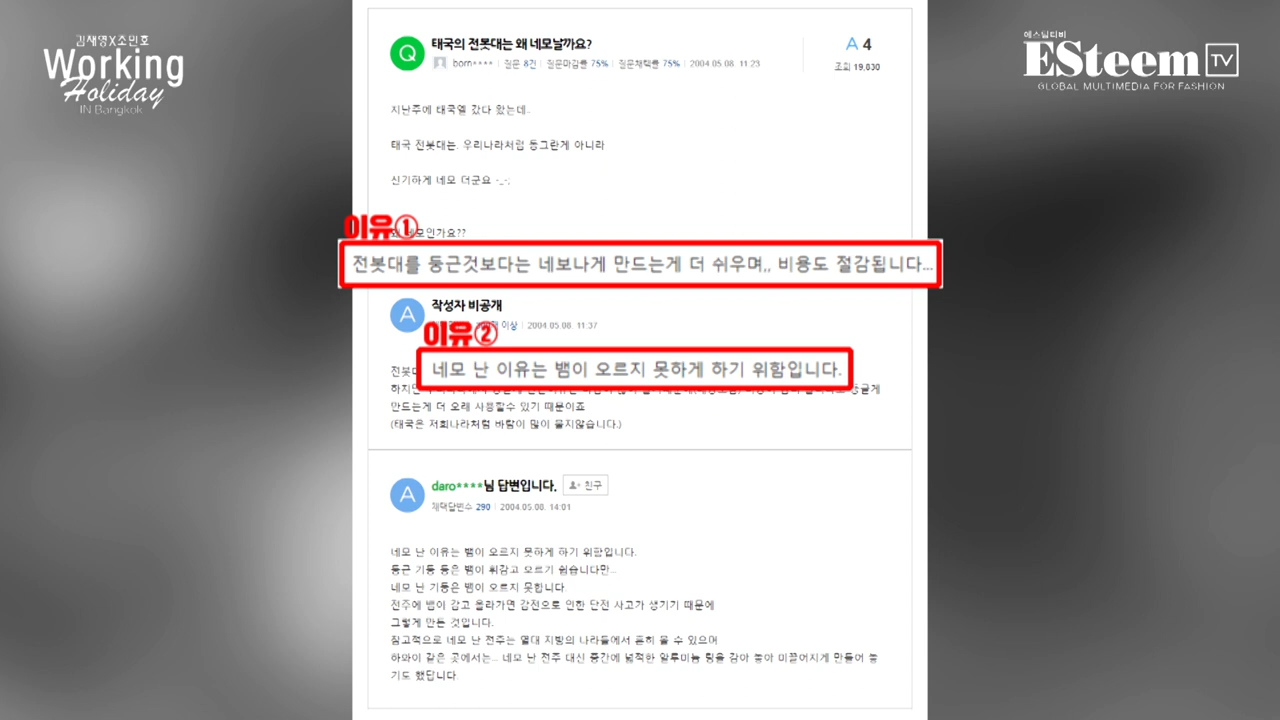 김재영X조민호
Working
Holiday
IN Bangkok
에스팀티비
ESteem TV
GLOBAL MULTIMEDIA FOR FASHION
Q 태국의 전봇대는 왜 네모날까요?
born**** 질문 8건 질문마감률 75% 질문채택률 75% 2004.05.08. 11:23
A 4
조회 19,830
지난주에 태국엘 갔다 왔는데..
태국 전봇대는, 우리나라처럼 동그란게 아니라
신기하게 네모 더군요 -_-;
이유①
왜 네모인가요??
전봇대를 둥근것보다는 네보나게 만드는게 더 쉬우며,, 비용도 절감됩니다...
A 작성자 비공개
이상 2004.05.08. 11:37
이유②
네모 난 이유는 뱀이 오르지 못하게 하기 위함입니다.
전봇대
만드는게 더 오래 사용할수 있기 때문이죠
(태국은 저희나라처럼 바람이 많이 불지않습니다.)
A daro****님 답변입니다. 친구
채택답변수 290 2004.05.08. 14:01
네모 난 이유는 뱀이 오르지 못하게 하기 위함입니다.
둥근 기둥 등은 뱀이 휘감고 오르기 쉽습니다만...
네모 난 기둥은 뱀이 오르지 못합니다
전주에 뱀이 감고 올라가면 감전으로 인한 단전 사고가 생기기 때문에
그렇게 만든 것입니다.
참고적으로 네모 난 전주는 열대 지방의 나라들에서 흔히 볼 수 있으며
하와이 같은 곳에서는... 네모 난 전주 대신 중간에 넓적한 알루미늄 링을 감아 놓아 미끌어지게 만들어 놓
기도 했답니다.